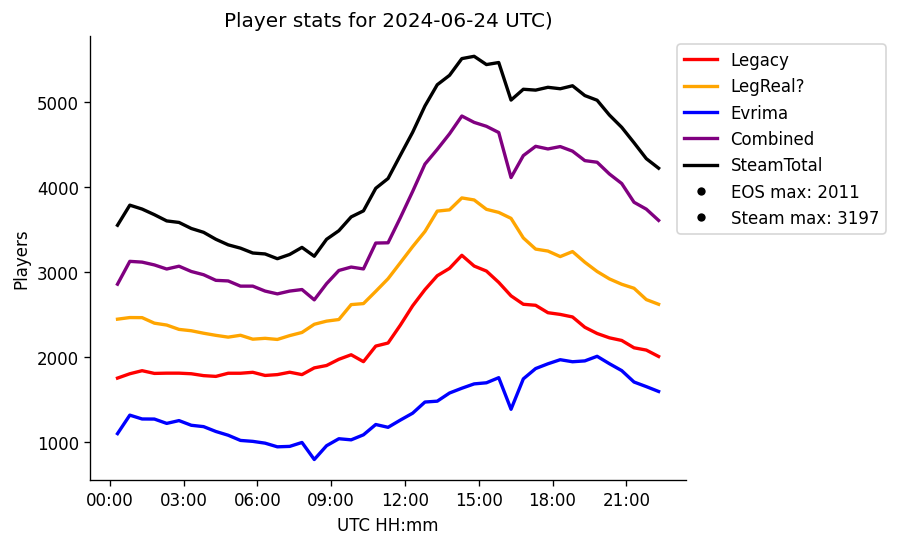 Player stats for 2024-06-24 UTC)
Players
5000
4000
3000
2000
1000
00:00 03:00 06:00 09:00 12:00 15:00 18:00 21:00
UTC HH:mm
Legacy
LegReal?
Evrima
Combined
SteamTotal
EOS max: 2011
Steam max: 3197